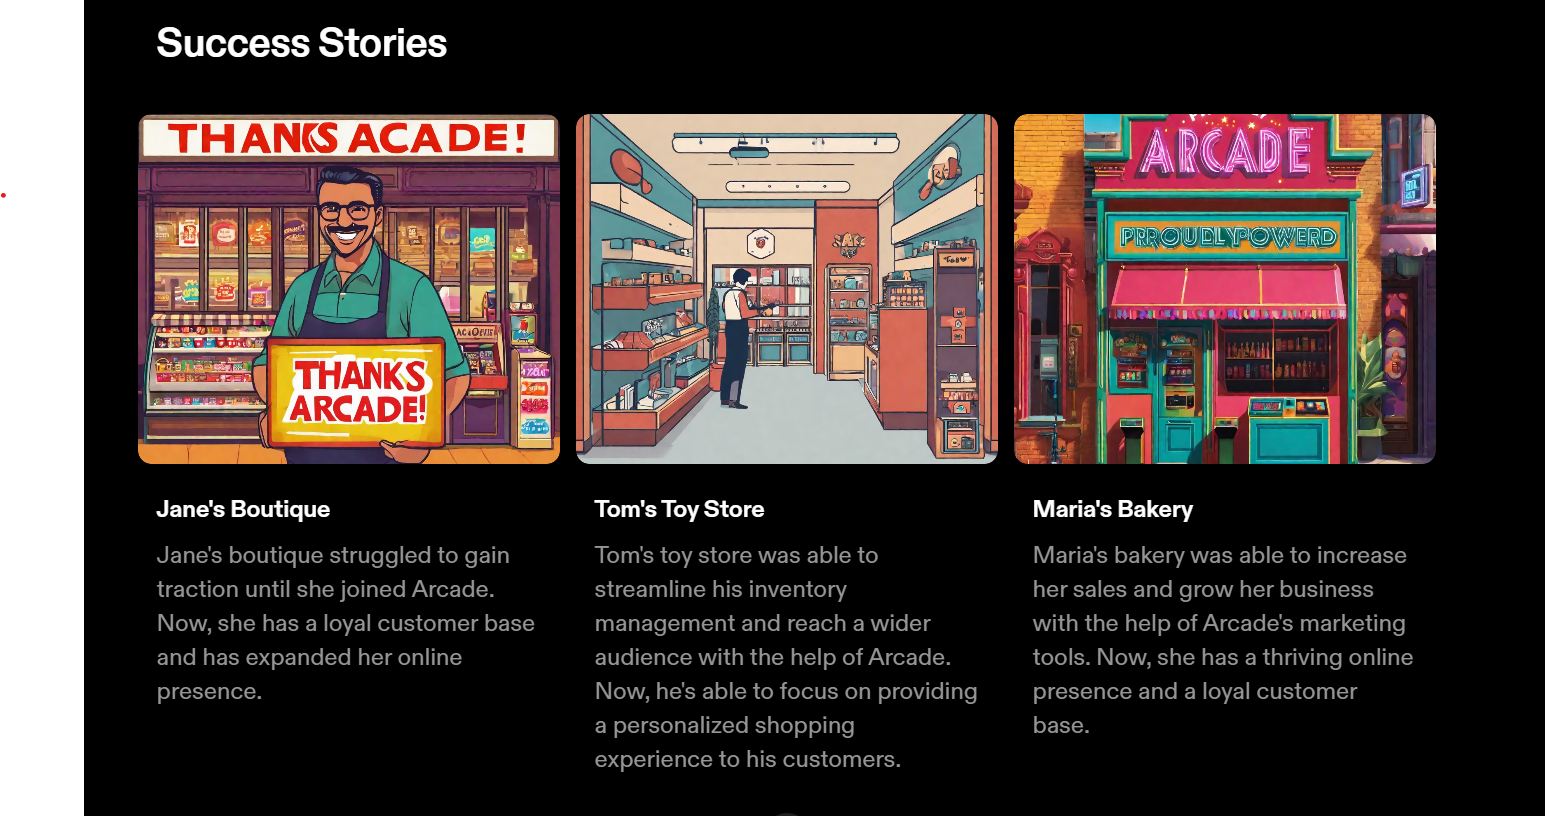 Success Stories
THANKS ACADE!
THANKS
ARCADE!
ARCADE
PRROUDLYPOWERD
Jane's Boutique
Jane's boutique struggled to gain
traction until she joined Arcade.
Now, she has a loyal customer base
and has expanded her online
presence.
Tom's Toy Store
Tom's toy store was able to
streamline his inventory
management and reach a wider
audience with the help of Arcade.
Now, he's able to focus on providing
a personalized shopping
experience to his customers.
Maria's Bakery
Maria's bakery was able to increase
her sales and grow her business
with the help of Arcade's marketing
tools. Now, she has a thriving online
presence and a loyal customer
base.